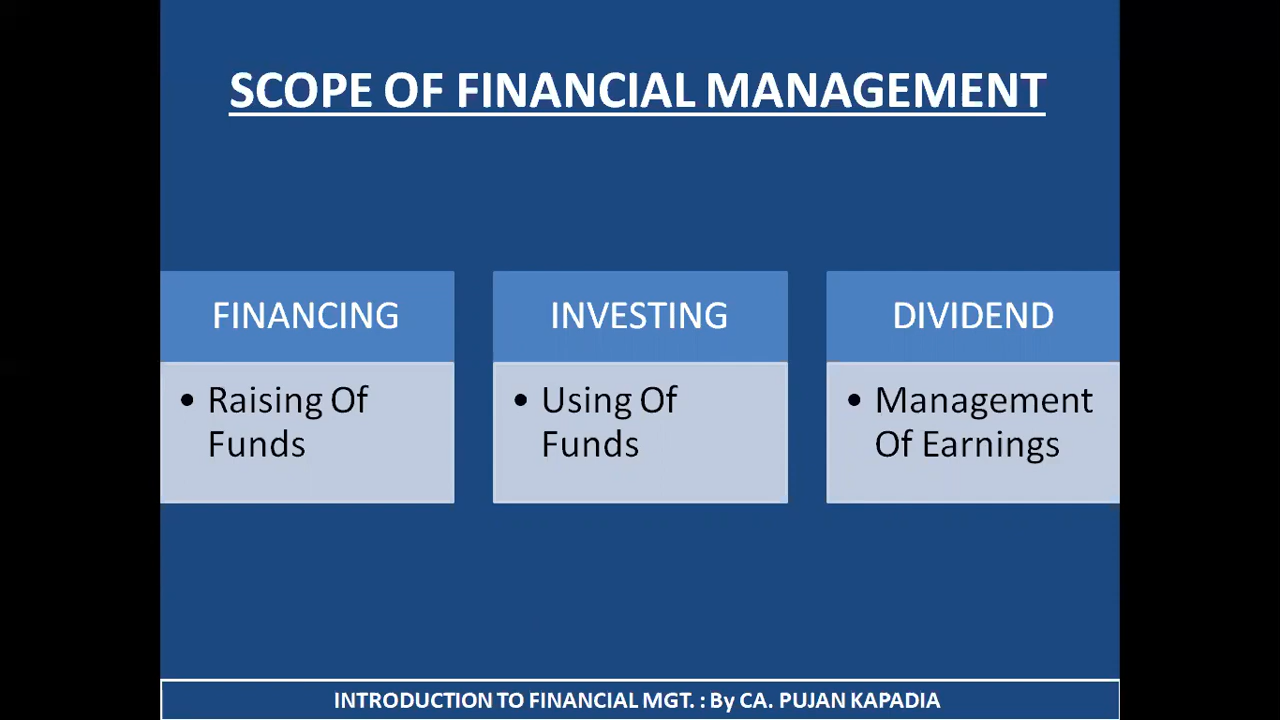 SCOPE OF FINANCIAL MANAGEMENT
FINANCING
• Raising Of
Funds
INVESTING
• Using Of
Funds
DIVIDEND
• Management
Of Earnings
INTRODUCTION TO FINANCIAL MGT. : By CA. PUJAN KAPADIA